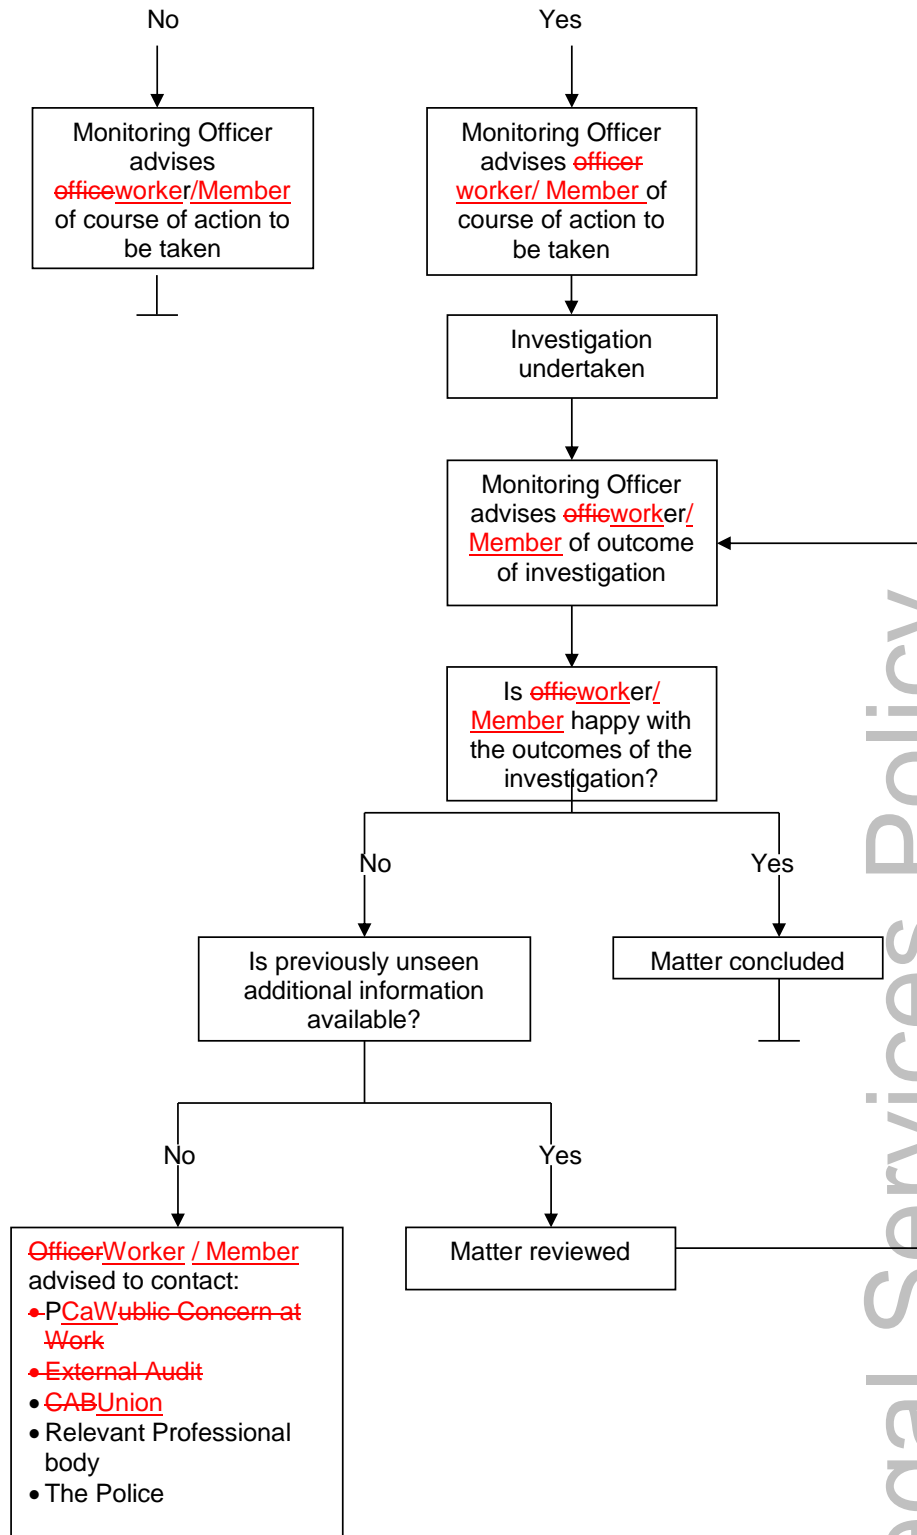 No
Yes
Monitoring Officer
advises
officeworker/Member
of course of action to
be taken
Monitoring Officer
advises officer
worker/ Member of
course of action to
be taken
Investigation
undertaken
Monitoring Officer
advises officworker/
Member of outcome
of investigation
Is officworker/
Member happy with
the outcomes of the
investigation?
No
Yes
Is previously unseen
additional information
available?
Matter concluded
No
Yes
OfficerWorker / Member
advised to contact:
• PCaWublic Concern at
Work
• External Audit
• CABUnion
• Relevant Professional
body
• The Police
Matter reviewed
egal Services Policy